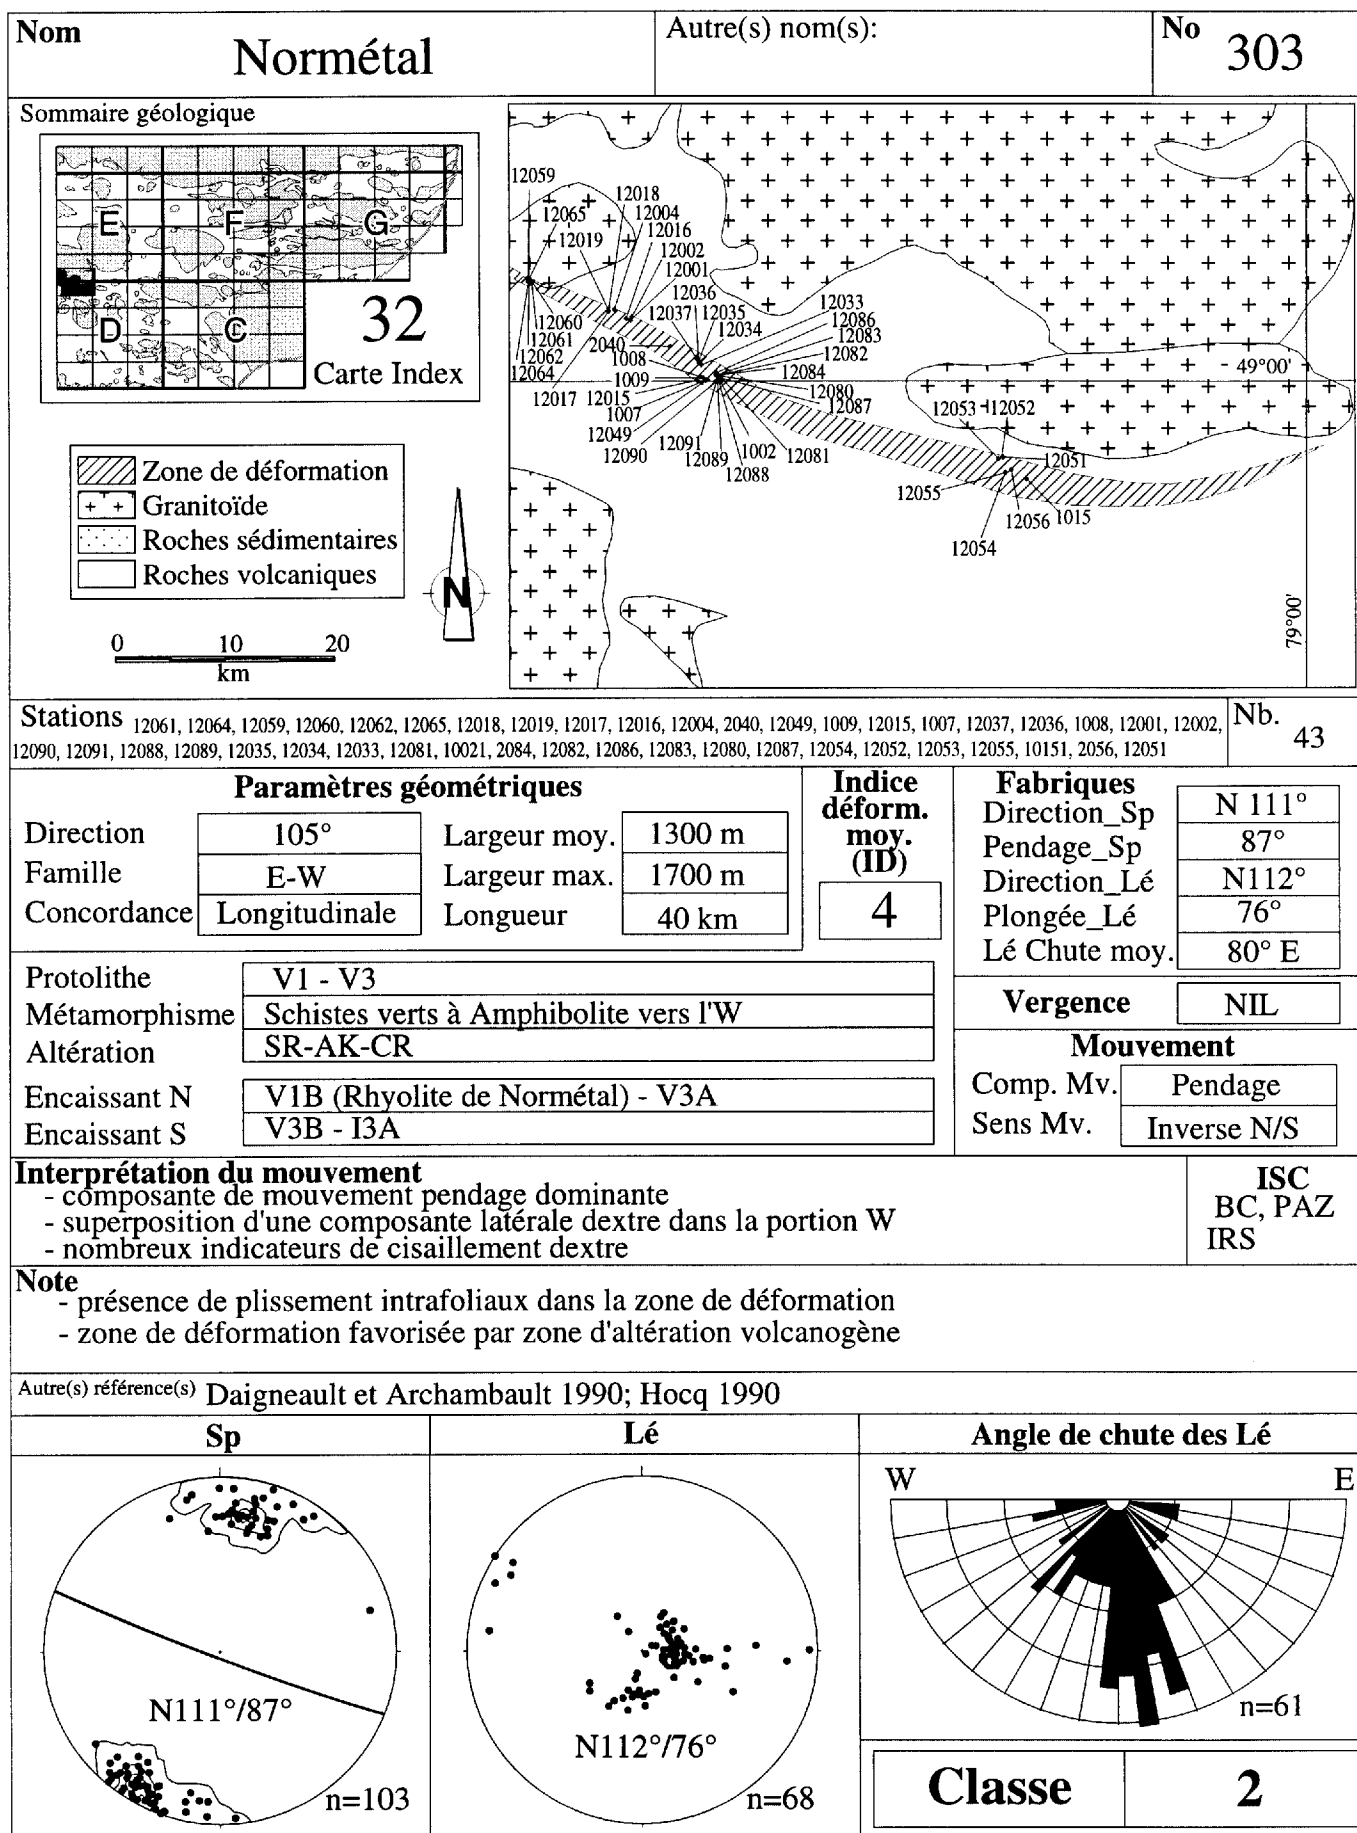 Nom
Normétal
Autre(s) nom(s):
No 303
Sommaire géologique
E F G
D C
32
Carte Index
Zone de déformation
Granitoïde
Roches sédimentaires
Roches volcaniques
N
0 10 20
km
12059
12065
12018
12019
12004
12016
12002
12001
12036
12037
12035
12034
12033
12086
12083
12082
12084
12080
12087
12060
12061
12062
12064
2040
1008
1009
12017
12015
1007
12049
12090
12091
12089
1002
12088
12081
12053
12052
12051
12055
12056
1015
12054
49°00'
79°00'
Stations 12061, 12064, 12059, 12060, 12062, 12065, 12018, 12019, 12017, 12016, 12004, 2040, 12049, 1009, 12015, 1007, 12037, 12036, 1008, 12001, 12002,
12090, 12091, 12088, 12089, 12035, 12034, 12033, 12081, 10021, 2084, 12082, 12086, 12083, 12080, 12087, 12054, 12052, 12053, 12055, 10151, 2056, 12051
Nb. 43
Paramètres géométriques
Direction 105°
Famille E-W
Concordance Longitudinale
Largeur moy. 1300 m
Largeur max. 1700 m
Longueur 40 km
Indice
déform.
moy.
(ID)
4
Fabriques
Direction_Sp N 111°
Pendage_Sp 87°
Direction_Lé N112°
Plongée_Lé 76°
Lé Chute moy. 80° E
Protolithe V1 - V3
Métamorphisme Schistes verts à Amphibolite vers l'W
Altération SR-AK-CR
Encaissant N V1B (Rhyolite de Normétal) - V3A
Encaissant S V3B - I3A
Vergence NIL
Mouvement
Comp. Mv. Pendage
Sens Mv. Inverse N/S
Interprétation du mouvement
- composante de mouvement pendage dominante
- superposition d'une composante latérale dextre dans la portion W
- nombreux indicateurs de cisaillement dextre
ISC
BC, PAZ
IRS
Note
- présence de plissement intrafoliaux dans la zone de déformation
- zone de déformation favorisée par zone d'altération volcanogène
Autre(s) référence(s) Daigneault et Archambault 1990; Hocq 1990
Sp
N111°/87°
n=103
Lé
N112°/76°
n=68
Angle de chute des Lé
W E
n=61
Classe 2